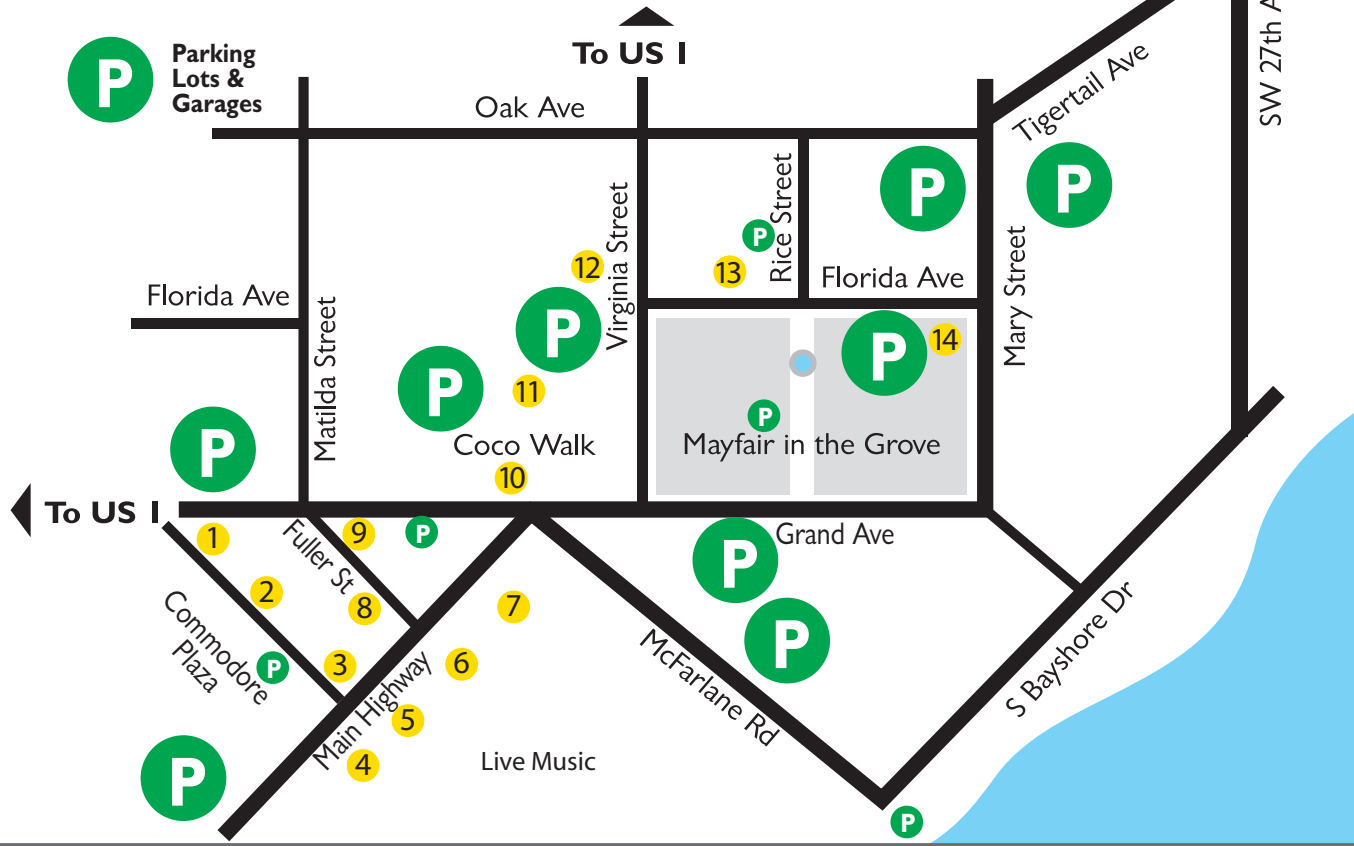 To US I
P
Parking
Lots &
Garages
SW 27th A
Tigertail Ave
Oak Ave
P
P
Rice Street
P
Virginia Street
12
13
Mary Street
Florida Ave
Florida Ave
Matilda Street
P
P
14
P
11
P
Coco Walk
Mayfair in the Grove
P
10
To US I
1
Fuller St
9
P
P
Grand Ave
2
8
7
Commodore
Plaza
P
3
6
P
McFarlane Rd
S Bayshore Dr
Main Highway
5
4
Live Music
P
P